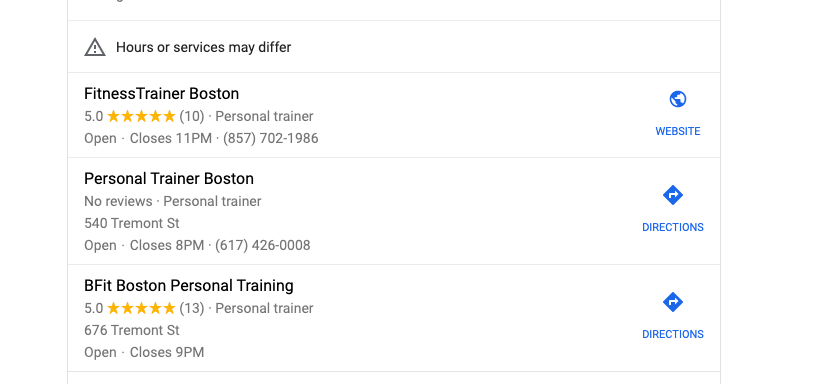 Hours or services may differ
FitnessTrainer Boston
5.0 ★★★★★ (10) · Personal trainer
Open · Closes 11PM · (857) 702-1986
WEBSITE
Personal Trainer Boston
No reviews · Personal trainer
540 Tremont St
Open · Closes 8PM · (617) 426-0008
DIRECTIONS
BFit Boston Personal Training
5.0 ★★★★★ (13) · Personal trainer
676 Tremont St
Open · Closes 9PM
DIRECTIONS